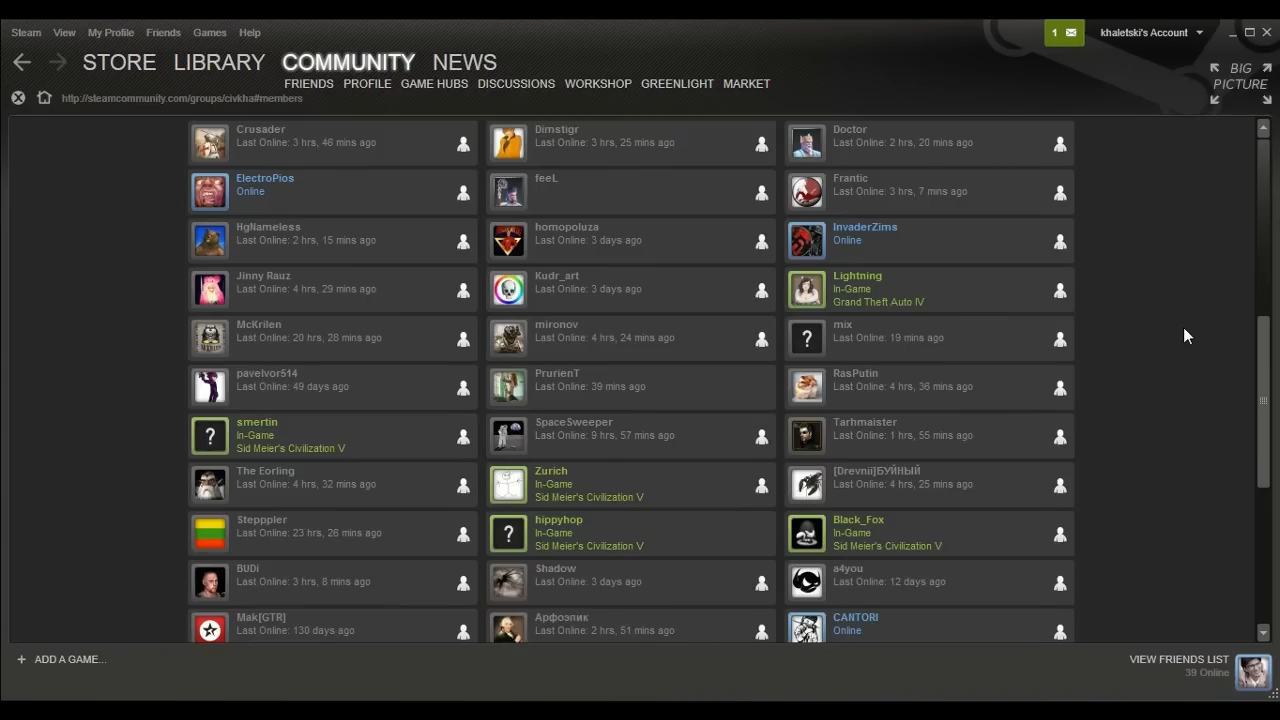 Steam View My Profile Friends Games Help
1 khaletski's Account
STORE LIBRARY COMMUNITY NEWS
BIG PICTURE
FRIENDS PROFILE GAME HUBS DISCUSSIONS WORKSHOP GREENLIGHT MARKET
http://steamcommunity.com/groups/civkha#members
Crusader
Last Online: 3 hrs, 46 mins ago
Dimstigr
Last Online: 3 hrs, 25 mins ago
Doctor
Last Online: 2 hrs, 20 mins ago
ElectroPios
Online
feeL
Frantic
Last Online: 3 hrs, 7 mins ago
HgNameless
Last Online: 2 hrs, 15 mins ago
homopoluza
Last Online: 3 days ago
InvaderZims
Online
Jinny Rauz
Last Online: 4 hrs, 29 mins ago
Kudr_art
Last Online: 3 days ago
Lightning
In-Game
Grand Theft Auto IV
McKrilen
Last Online: 20 hrs, 28 mins ago
mironov
Last Online: 4 hrs, 24 mins ago
?
mix
Last Online: 19 mins ago
pavelvor514
Last Online: 49 days ago
PrurienT
Last Online: 39 mins ago
RasPutin
Last Online: 4 hrs, 36 mins ago
?
smertin
In-Game
Sid Meier's Civilization V
SpaceSweeper
Last Online: 9 hrs, 57 mins ago
Tarhmaister
Last Online: 1 hrs, 55 mins ago
The Eorling
Last Online: 4 hrs, 32 mins ago
Zurich
In-Game
Sid Meier's Civilization V
[Drevnii]БУЙНЫЙ
Last Online: 4 hrs, 25 mins ago
Stepppler
Last Online: 23 hrs, 26 mins ago
?
hippyhop
In-Game
Sid Meier's Civilization V
Black_Fox
In-Game
Sid Meier's Civilization V
BUDi
Last Online: 3 hrs, 8 mins ago
Shadow
Last Online: 3 days ago
a4you
Last Online: 12 days ago
Mak[GTR]
Last Online: 130 days ago
Арфоэпик
Last Online: 2 hrs, 51 mins ago
CANTORI
Online
+ ADD A GAME...
VIEW FRIENDS LIST
39 Online